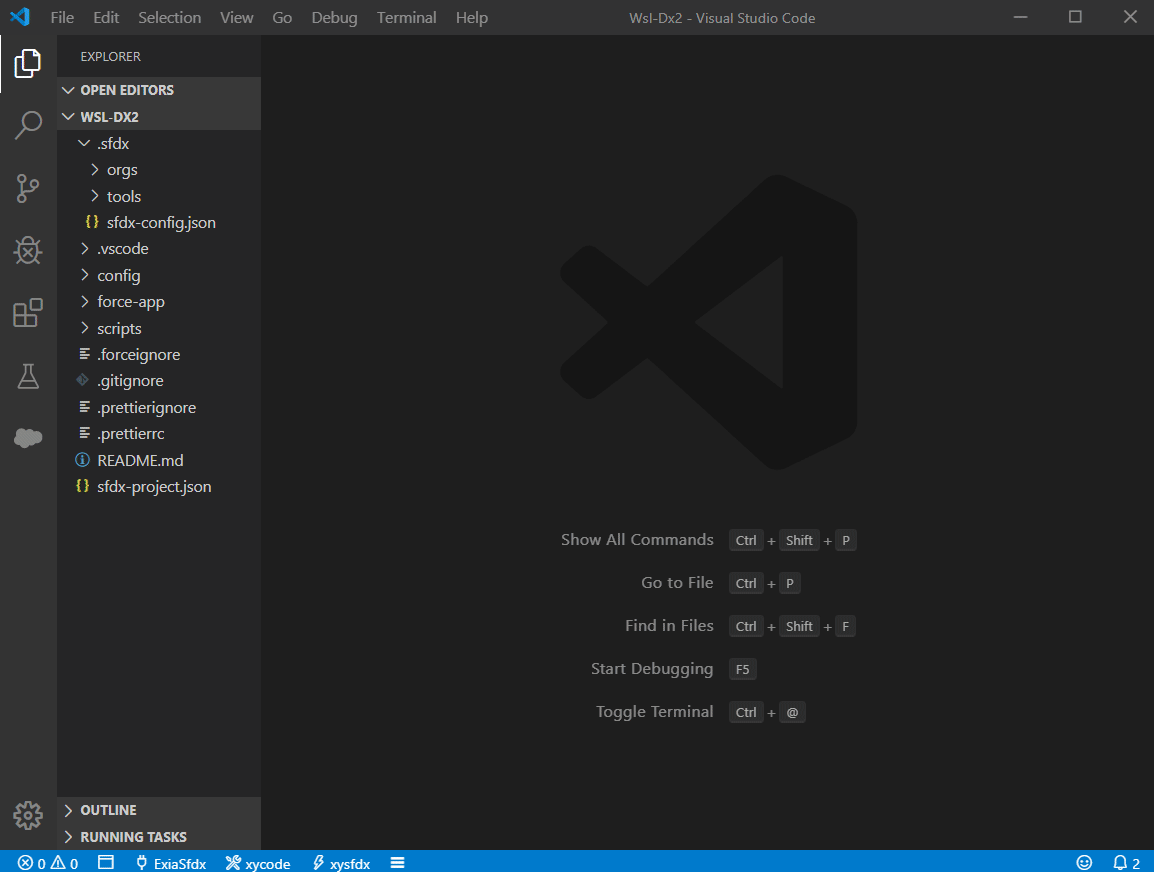 File Edit Selection View Go Debug Terminal Help Wsl-Dx2 - Visual Studio Code
EXPLORER
OPEN EDITORS
WSL-DX2
.sfdx
orgs
tools
{} sfdx-config.json
.vscode
config
force-app
scripts
.forceignore
.gitignore
.prettierignore
.prettierrc
README.md
{} sfdx-project.json
Show All Commands Ctrl + Shift + P
Go to File Ctrl + P
Find in Files Ctrl + Shift + F
Start Debugging F5
Toggle Terminal Ctrl + @
OUTLINE
RUNNING TASKS
0 0 ExiaSfdx xycode xysfdx 2